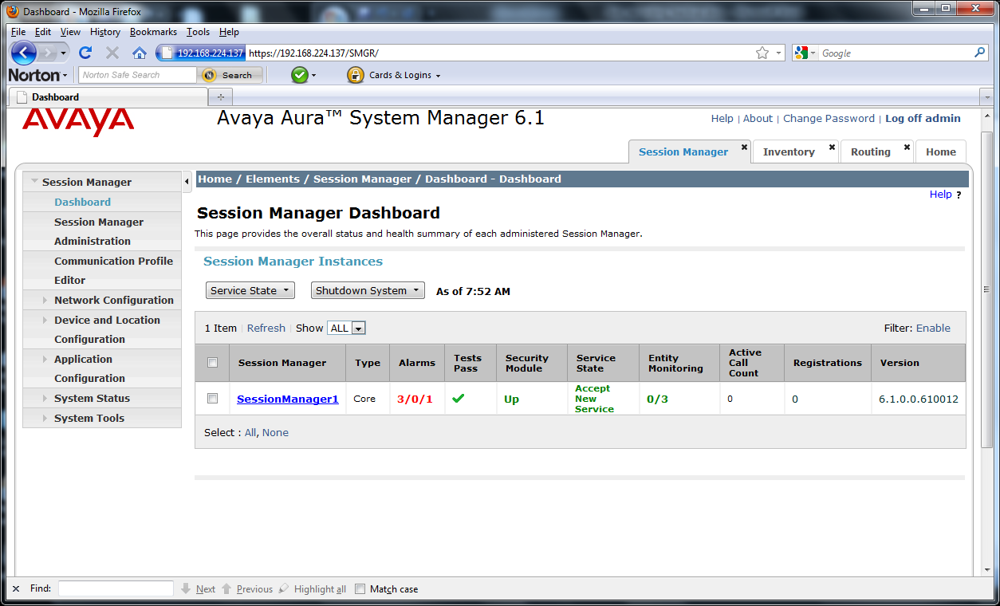 Dashboard - Mozilla Firefox
File Edit View History Bookmarks Tools Help
192.168.224.137 https://192.168.224.137/SMGR/ Google
Norton Norton Safe Search Search Cards & Logins
Dashboard
AVAYA Avaya Aura™ System Manager 6.1 Help | About | Change Password | Log off admin
Session Manager Inventory Routing Home
Session Manager
Dashboard
Session Manager
Administration
Communication Profile
Editor
Network Configuration
Device and Location
Configuration
Application
Configuration
System Status
System Tools
Home / Elements / Session Manager / Dashboard - Dashboard
Help ?
Session Manager Dashboard
This page provides the overall status and health summary of each administered Session Manager.
Session Manager Instances
Service State Shutdown System As of 7:52 AM
1 Item | Refresh | Show ALL Filter: Enable
Session Manager Type Alarms Tests Pass Security Module Service State Entity Monitoring Active Call Count Registrations Version
SessionManager1 Core 3/0/1 Up Accept New Service 0/3 0 0 6.1.0.0.610012
Select : All, None
Find: Next Previous Highlight all Match case